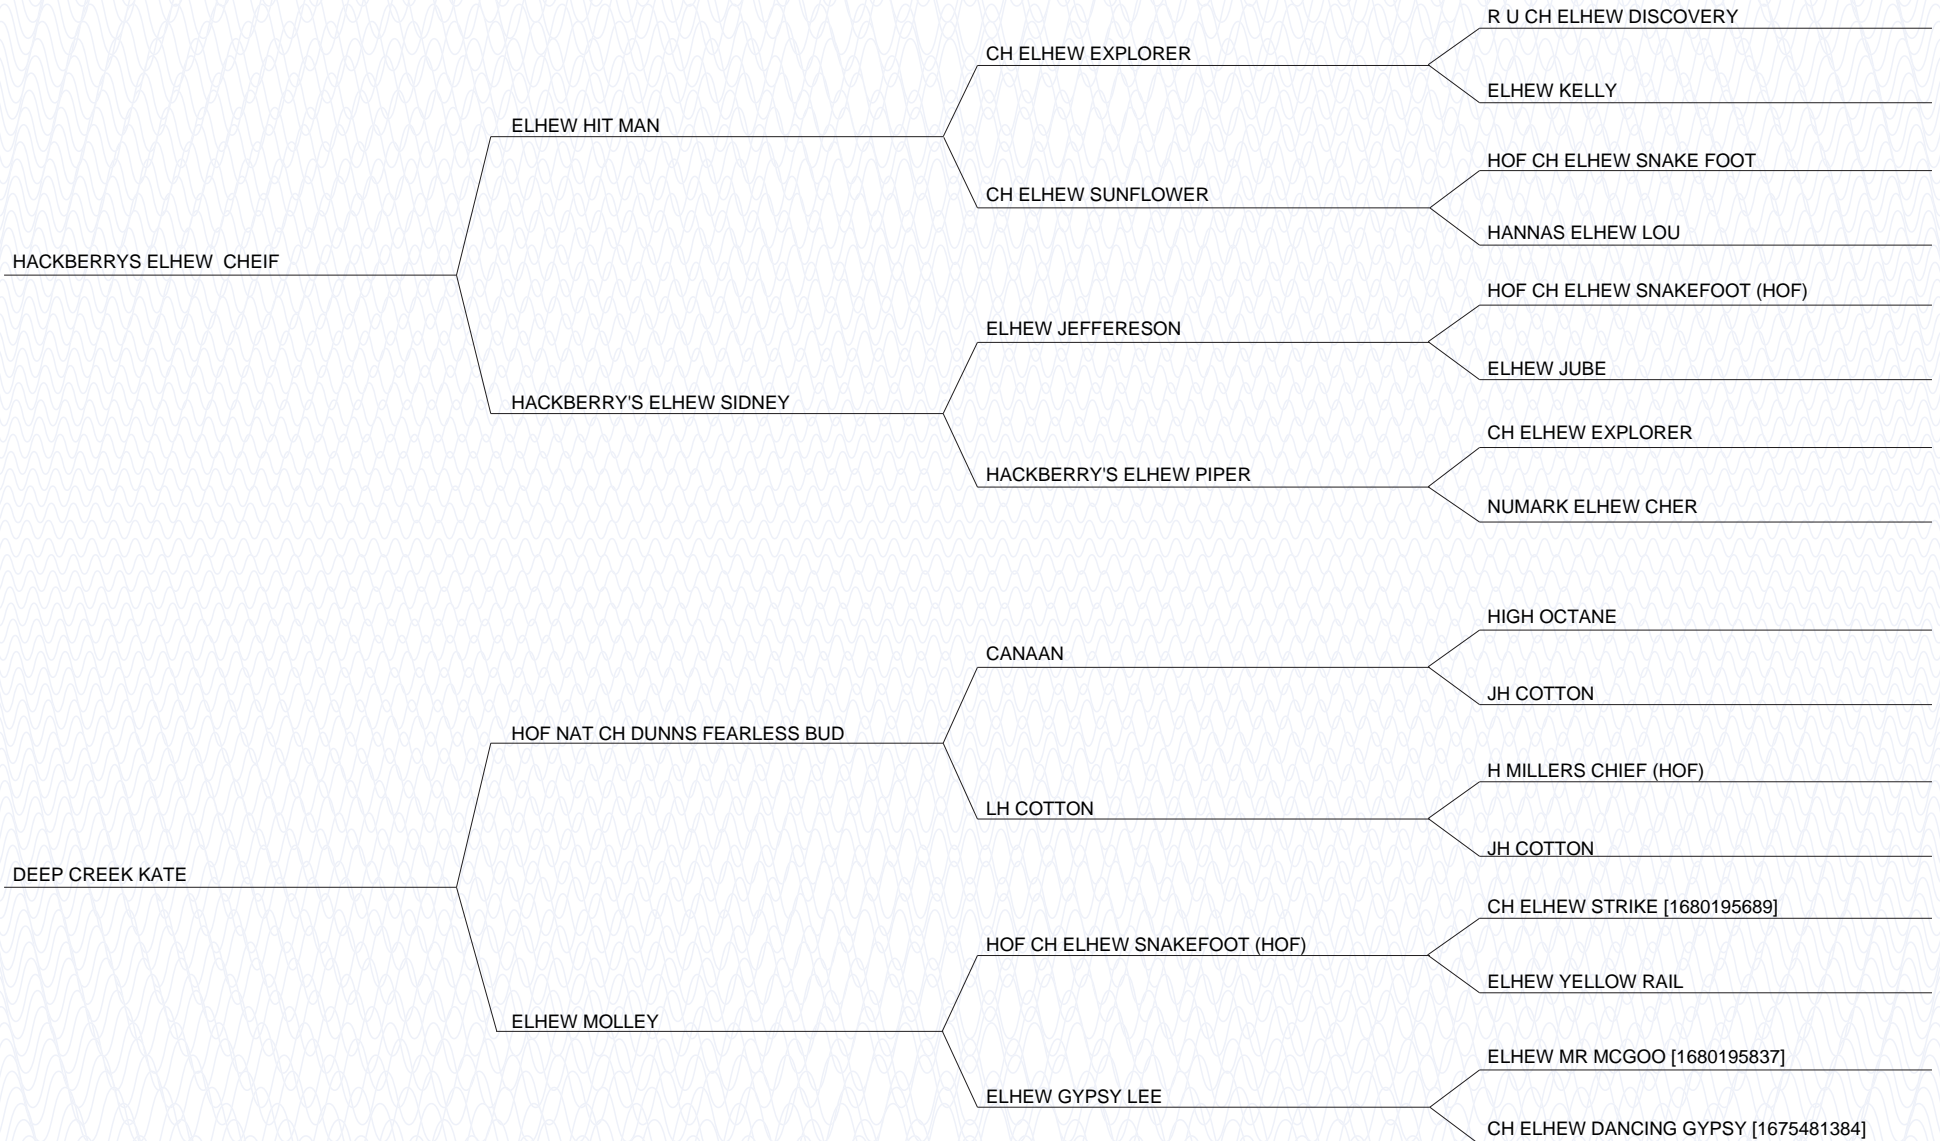 R U CH ELHEW DISCOVERY
CH ELHEW EXPLORER
ELHEW KELLY
ELHEW HIT MAN
HOF CH ELHEW SNAKE FOOT
CH ELHEW SUNFLOWER
HANNAS ELHEW LOU
HACKBERRYS ELHEW  CHEIF
HOF CH ELHEW SNAKEFOOT (HOF)
ELHEW JEFFERESON
ELHEW JUBE
HACKBERRY'S ELHEW SIDNEY
CH ELHEW EXPLORER
HACKBERRY'S ELHEW PIPER
NUMARK ELHEW CHER
HIGH OCTANE
CANAAN
JH COTTON
HOF NAT CH DUNNS FEARLESS BUD
H MILLERS CHIEF (HOF)
LH COTTON
JH COTTON
DEEP CREEK KATE
CH ELHEW STRIKE [1680195689]
HOF CH ELHEW SNAKEFOOT (HOF)
ELHEW YELLOW RAIL
ELHEW MOLLEY
ELHEW MR MCGOO [1680195837]
ELHEW GYPSY LEE
CH ELHEW DANCING GYPSY [1675481384]